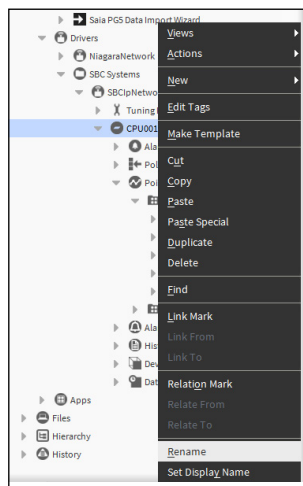 Saia PG5 Data Import Wizard
Drivers
NiagaraNetwork
SBC Systems
SBCIpNetwo
Tuning
CPU001
Ala
Pol
Poi
Ala
His
Dev
Dat
Apps
Files
Hierarchy
History
Views
Actions
New
Edit Tags
Make Template
Cut
Copy
Paste
Paste Special
Duplicate
Delete
Find
Link Mark
Link From
Link To
Relation Mark
Relate From
Relate To
Rename
Set Display Name